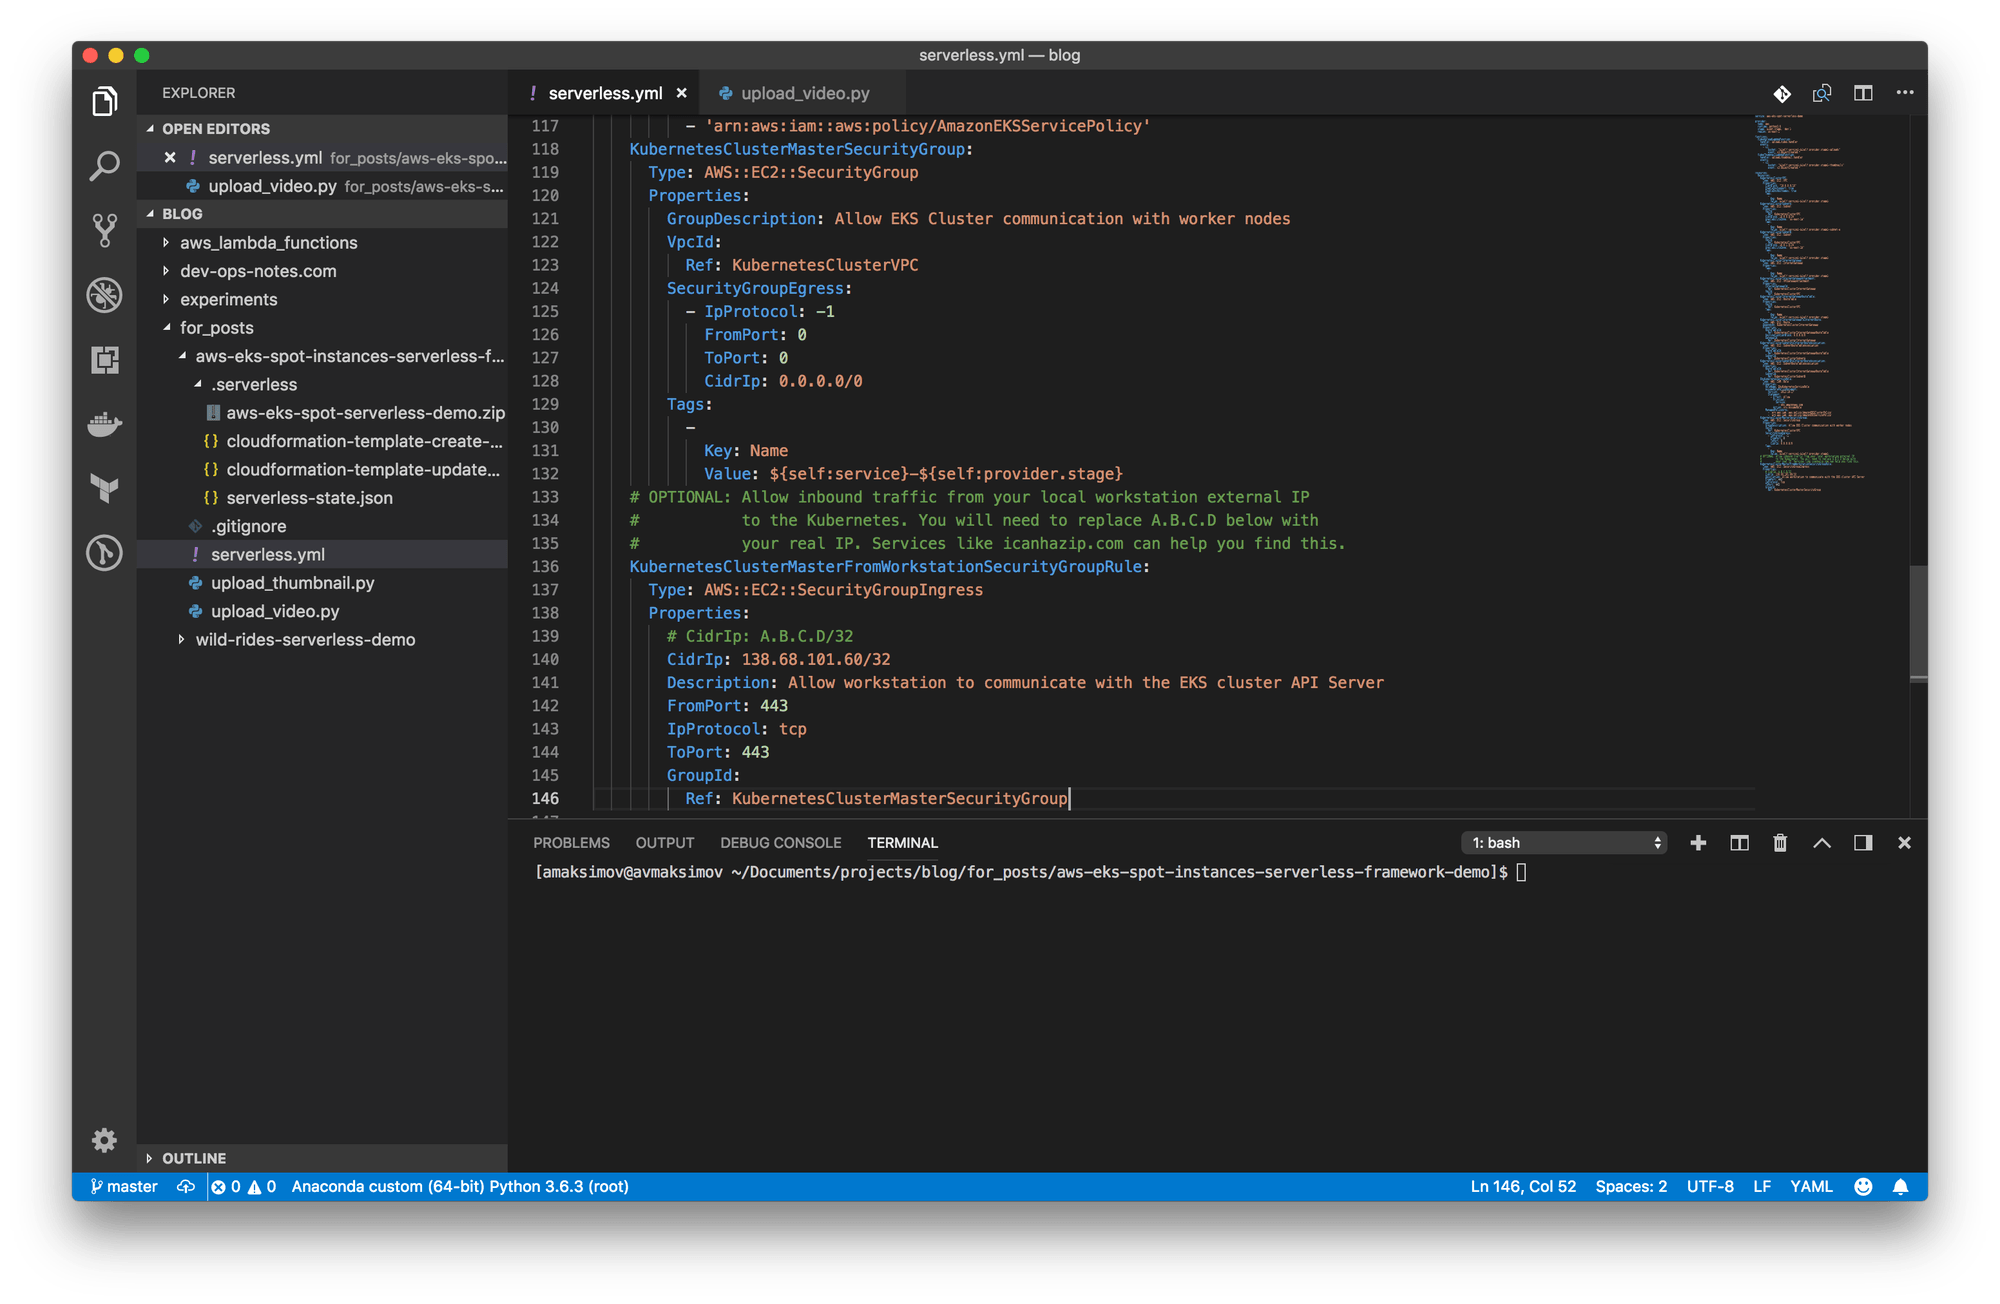 serverless.yml — blog
EXPLORER
OPEN EDITORS
serverless.yml for_posts/aws-eks-spo...
upload_video.py for_posts/aws-eks-s...
BLOG
aws_lambda_functions
dev-ops-notes.com
experiments
for_posts
aws-eks-spot-instances-serverless-f...
.serverless
aws-eks-spot-serverless-demo.zip
{} cloudformation-template-create-...
{} cloudformation-template-update...
{} serverless-state.json
.gitignore
! serverless.yml
upload_thumbnail.py
upload_video.py
wild-rides-serverless-demo
OUTLINE
! serverless.yml
upload_video.py
117 - 'arn:aws:iam::aws:policy/AmazonEKSServicePolicy'
118 KubernetesClusterMasterSecurityGroup:
119 Type: AWS::EC2::SecurityGroup
120 Properties:
121 GroupDescription: Allow EKS Cluster communication with worker nodes
122 VpcId:
123 Ref: KubernetesClusterVPC
124 SecurityGroupEgress:
125 - IpProtocol: -1
126 FromPort: 0
127 ToPort: 0
128 CidrIp: 0.0.0.0/0
129 Tags:
130 -
131 Key: Name
132 Value: ${self:service}-${self:provider.stage}
133 # OPTIONAL: Allow inbound traffic from your local workstation external IP
134 # to the Kubernetes. You will need to replace A.B.C.D below with
135 # your real IP. Services like icanhazip.com can help you find this.
136 KubernetesClusterMasterFromWorkstationSecurityGroupRule:
137 Type: AWS::EC2::SecurityGroupIngress
138 Properties:
139 # CidrIp: A.B.C.D/32
140 CidrIp: 138.68.101.60/32
141 Description: Allow workstation to communicate with the EKS cluster API Server
142 FromPort: 443
143 IpProtocol: tcp
144 ToPort: 443
145 GroupId:
146 Ref: KubernetesClusterMasterSecurityGroup
PROBLEMS OUTPUT DEBUG CONSOLE TERMINAL 1: bash
[amaksimov@avmaksimov ~/Documents/projects/blog/for_posts/aws-eks-spot-instances-serverless-framework-demo]$
master 0 0 Anaconda custom (64-bit) Python 3.6.3 (root) Ln 146, Col 52 Spaces: 2 UTF-8 LF YAML